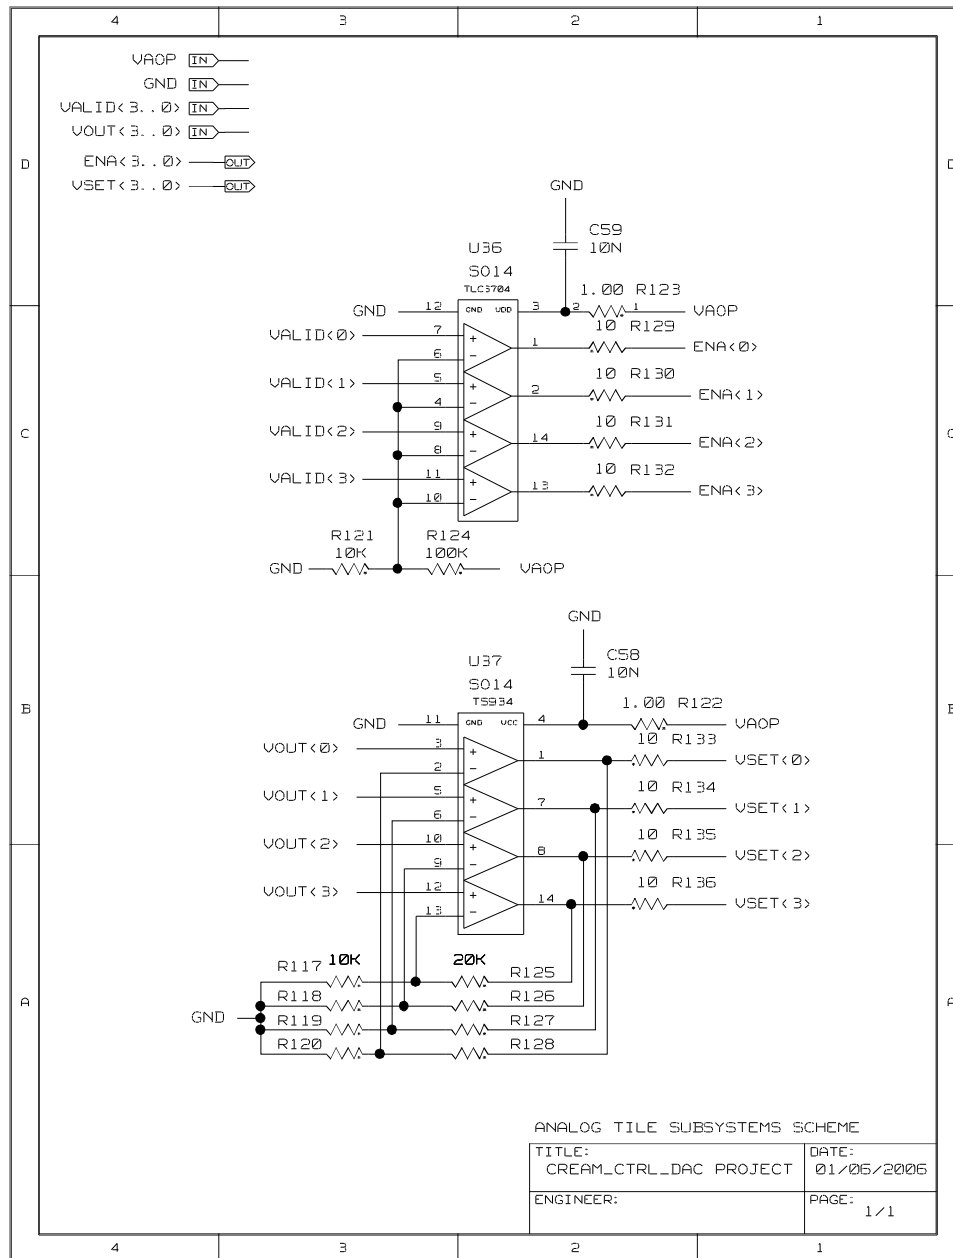 4 3 2 1
VAOP IN
GND IN
VALID<3..0> IN
VOUT<3..0> IN
D ENA<3..0> OUT D
VSET<3..0> OUT
GND
C59
U36 10N
SO14
1.00 R123
GND 12 GND VDD 3 2 1 VAOP
VALID<0> 7 + 10 R129
6 - 1 ENA<0>
VALID<1> 5 + 10 R130
4 - 2 ENA<1>
C VALID<2> 9 + 10 R131 C
8 - 14 ENA<2>
VALID<3> 11 + 10 R132
10 - 13 ENA<3>
R121 R124
10K 100K
GND VAOP
GND
C58
U37 10N
SO14
B TS934 1.00 R122 B
GND 11 GND VCC 4 VAOP
VOUT<0> 3 + 10 R133
2 - 1 VSET<0>
VOUT<1> 5 + 10 R134
6 - 7 VSET<1>
VOUT<2> 10 + 10 R135
9 - 8 VSET<2>
VOUT<3> 12 + 10 R136
13 - 14 VSET<3>
10K 20K
R117 R125
A R118 R126 A
GND
R119 R127
R120 R128
ANALOG TILE SUBSYSTEMS SCHEME
TITLE: DATE:
CREAM_CTRL_DAC PROJECT 01/06/2006
ENGINEER: PAGE:
1/1
4 3 2 1